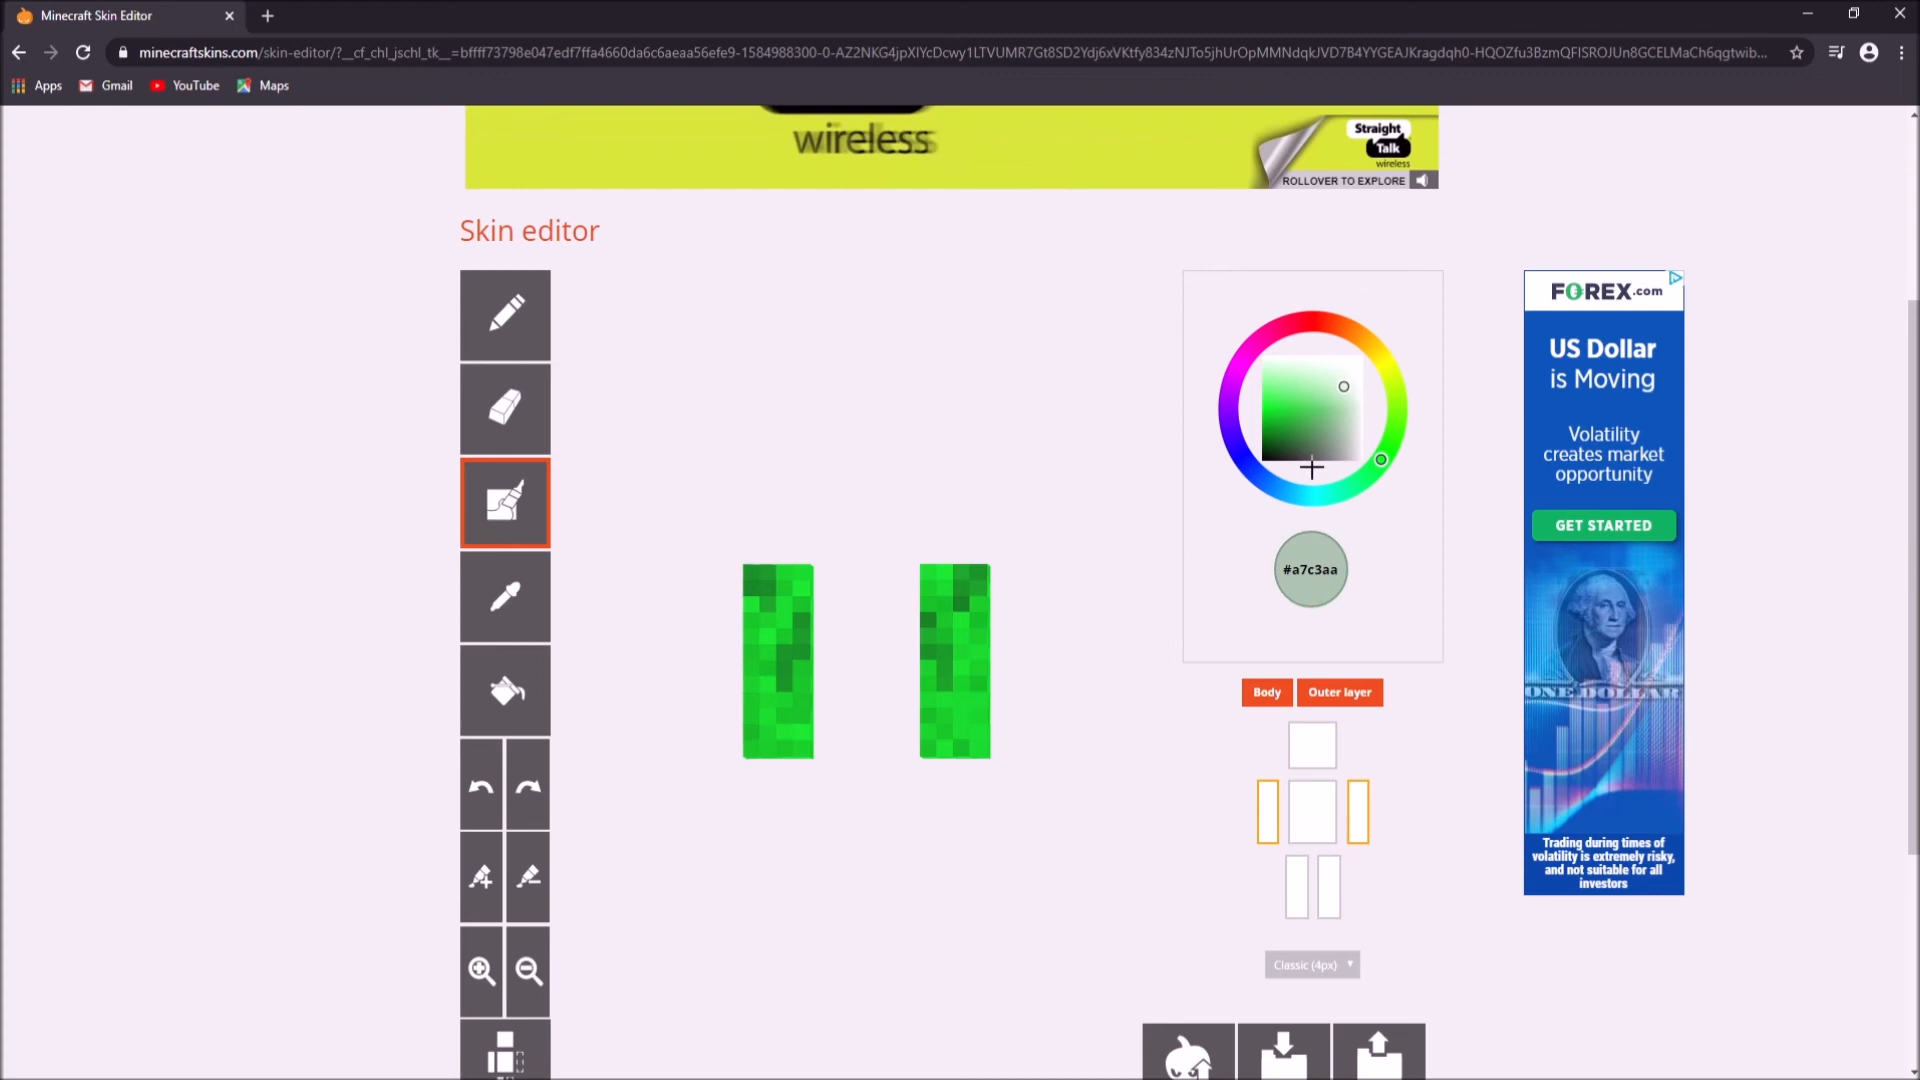 Minecraft Skin Editor
minecraftskins.com/skin-editor/?__cf_chl_jschl_tk__=bffff73798e047edf7ffa4660da6c6aeaa56efe9-1584988300-0-AZ2NKG4jpXIYcDcwy1LTVUMR7Gt8SD2Ydj6xVKtfy834zNJTo5jhUrOpMMNdqkJVD7B4YYGEAJKragdqh0-HQOZfu3BzmQFISROJUn8GCELMaCh6qgtwib...
Apps Gmail YouTube Maps
wireless
Straight
Talk
wireless
ROLLOVER TO EXPLORE
Skin editor
FOREX.com
US Dollar
is Moving
Volatility
creates market
opportunity
GET STARTED
ONE DOLLAR
Trading during times of
volatility is extremely risky,
and not suitable for all
investors
#a7c3aa
Body Outer layer
Classic (4px)